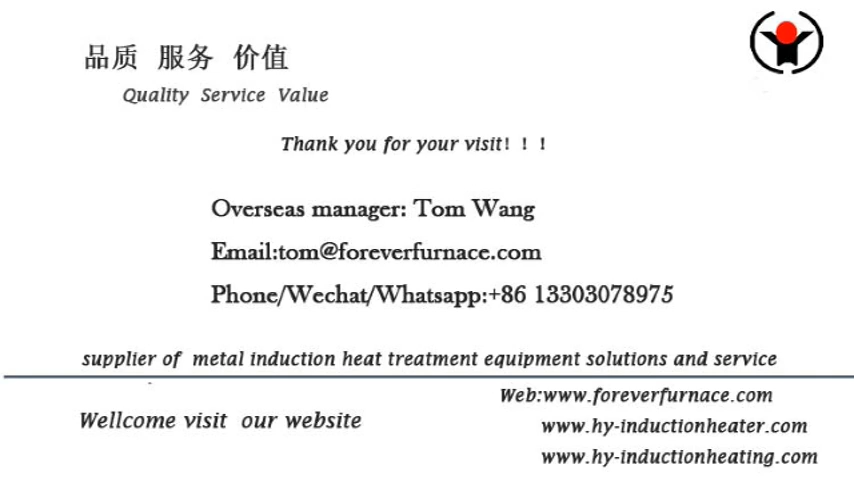 品质 服务 价值
Quality Service Value
Thank you for your visit！！！
Overseas manager: Tom Wang
Email:tom@foreverfurnace.com
Phone/Wechat/Whatsapp:+86 13303078975
supplier of metal induction heat treatment equipment solutions and service
Wellcome visit our website
Web:www.foreverfurnace.com
www.hy-inductionheater.com
www.hy-inductionheating.com